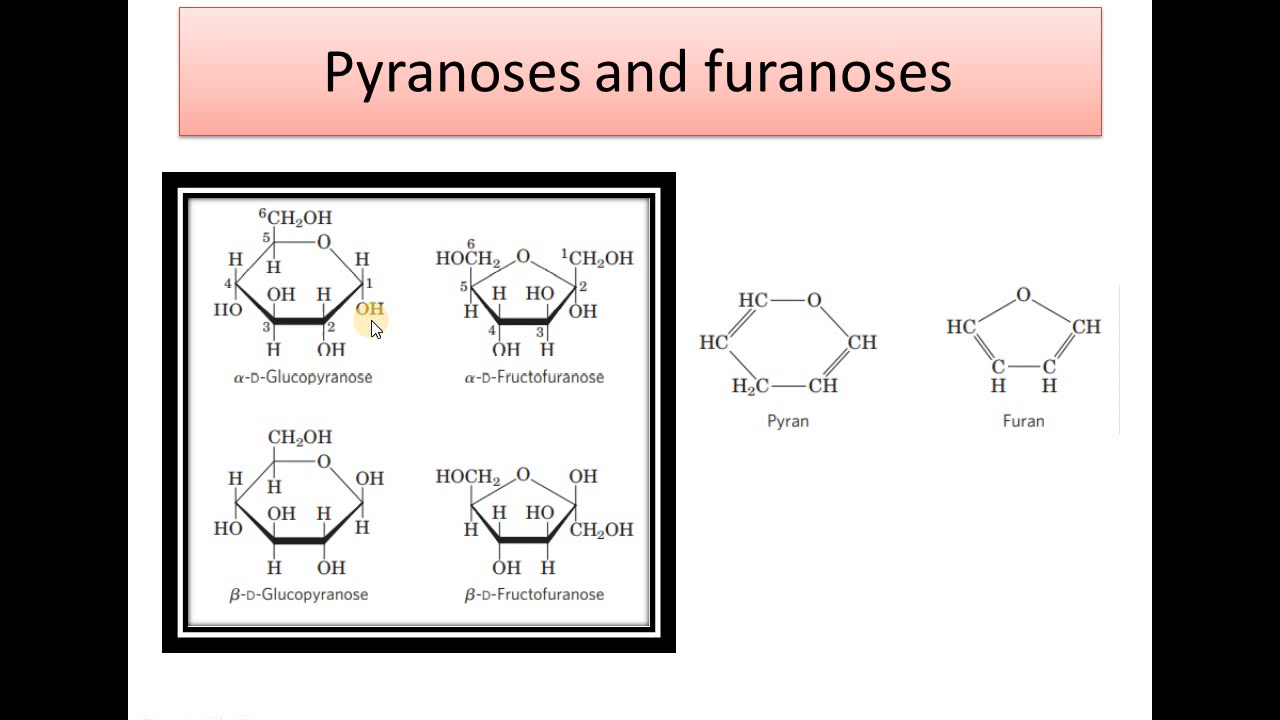 Pyranoses and furanoses
⁶CH₂OH
5 O
H H H
4 1
OH H
HO OH
3 2
H OH
α-D-Glucopyranose
6
HOCH₂ O ¹CH₂OH
5 2
H HO
H OH
4 3
OH H
α-D-Fructofuranose
CH₂OH
O
H H OH
OH H
HO H
H OH
β-D-Glucopyranose
HOCH₂ O OH
H HO
H CH₂OH
OH H
β-D-Fructofuranose
HC O
HC CH
H₂C CH
Pyran
O
HC CH
C C
H H
Furan